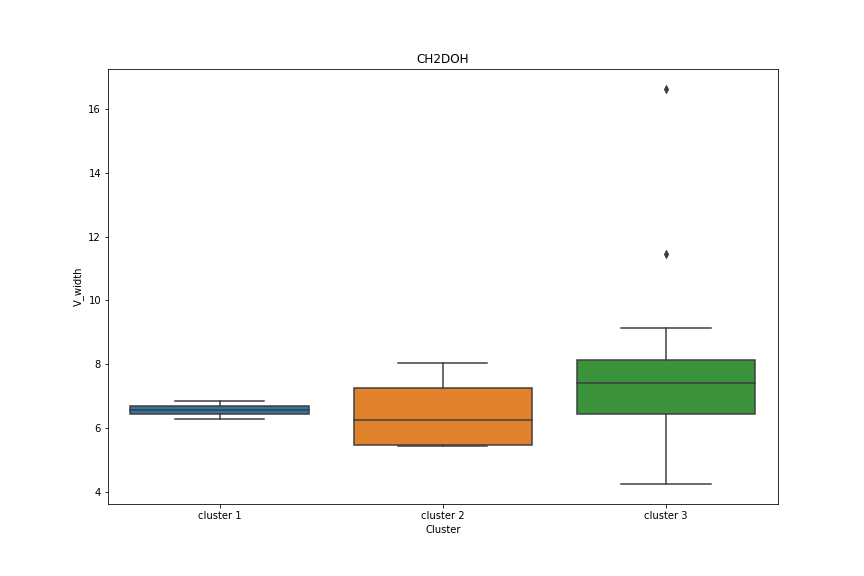 CH2DOH
16
14
12
10
8
6
4
V_width
cluster 1
cluster 2
cluster 3
Cluster